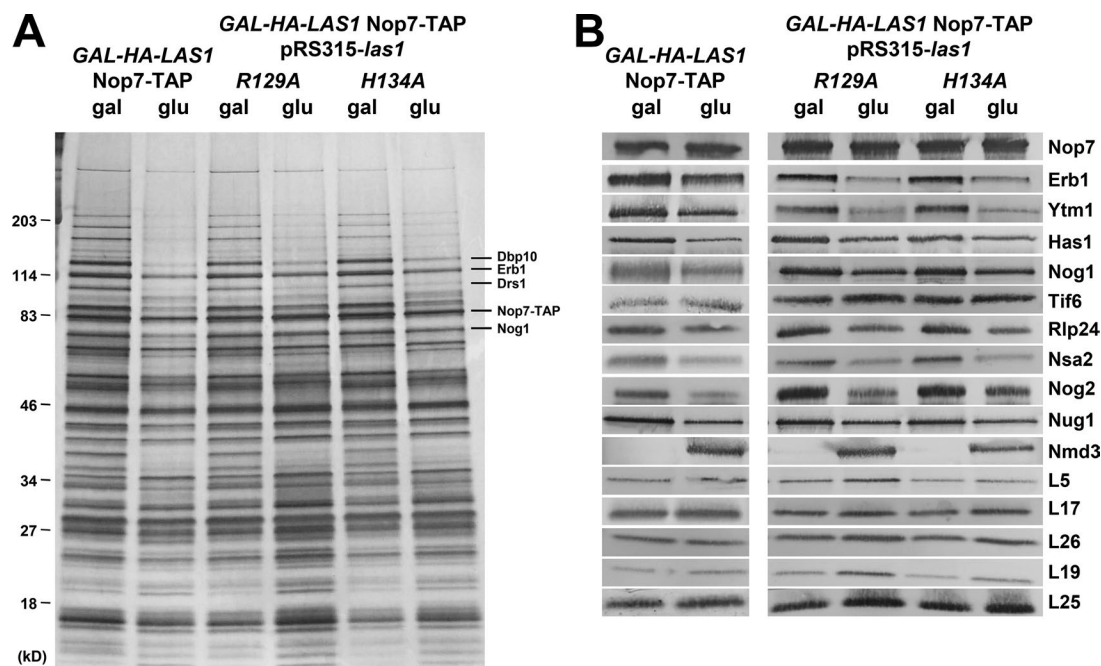 A
GAL-HA-LAS1
Nop7-TAP
GAL-HA-LAS1 Nop7-TAP
pRS315-las1
R129A
H134A
gal glu gal glu gal glu
203
114
83
46
34
27
18
(kD)
Dbp10
Erb1
Drs1
Nop7-TAP
Nog1
B
GAL-HA-LAS1
Nop7-TAP
GAL-HA-LAS1 Nop7-TAP
pRS315-las1
R129A
H134A
gal glu gal glu gal glu
Nop7
Erb1
Ytm1
Has1
Nog1
Tif6
Rlp24
Nsa2
Nog2
Nug1
Nmd3
L5
L17
L26
L19
L25